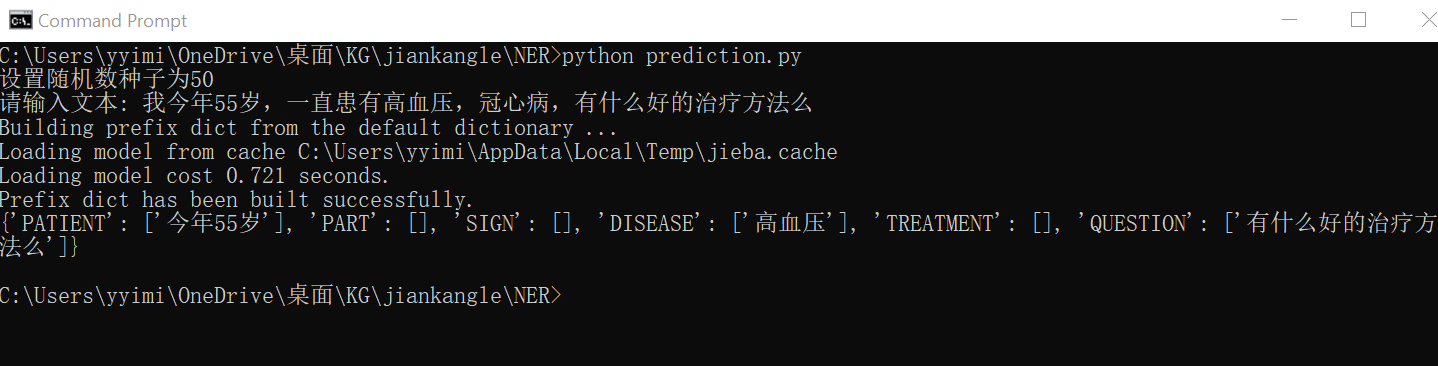 Command Prompt
C:\Users\yyimi\OneDrive\桌面\KG\jiankangle\NER>python prediction.py
设置随机数种子为50
请输入文本: 我今年55岁，一直患有高血压，冠心病，有什么好的治疗方法么
Building prefix dict from the default dictionary ...
Loading model from cache C:\Users\yyimi\AppData\Local\Temp\jieba.cache
Loading model cost 0.721 seconds.
Prefix dict has been built successfully.
{'PATIENT': ['今年55岁'], 'PART': [], 'SIGN': [], 'DISEASE': ['高血压'], 'TREATMENT': [], 'QUESTION': ['有什么好的治疗方
法么']}
C:\Users\yyimi\OneDrive\桌面\KG\jiankangle\NER>